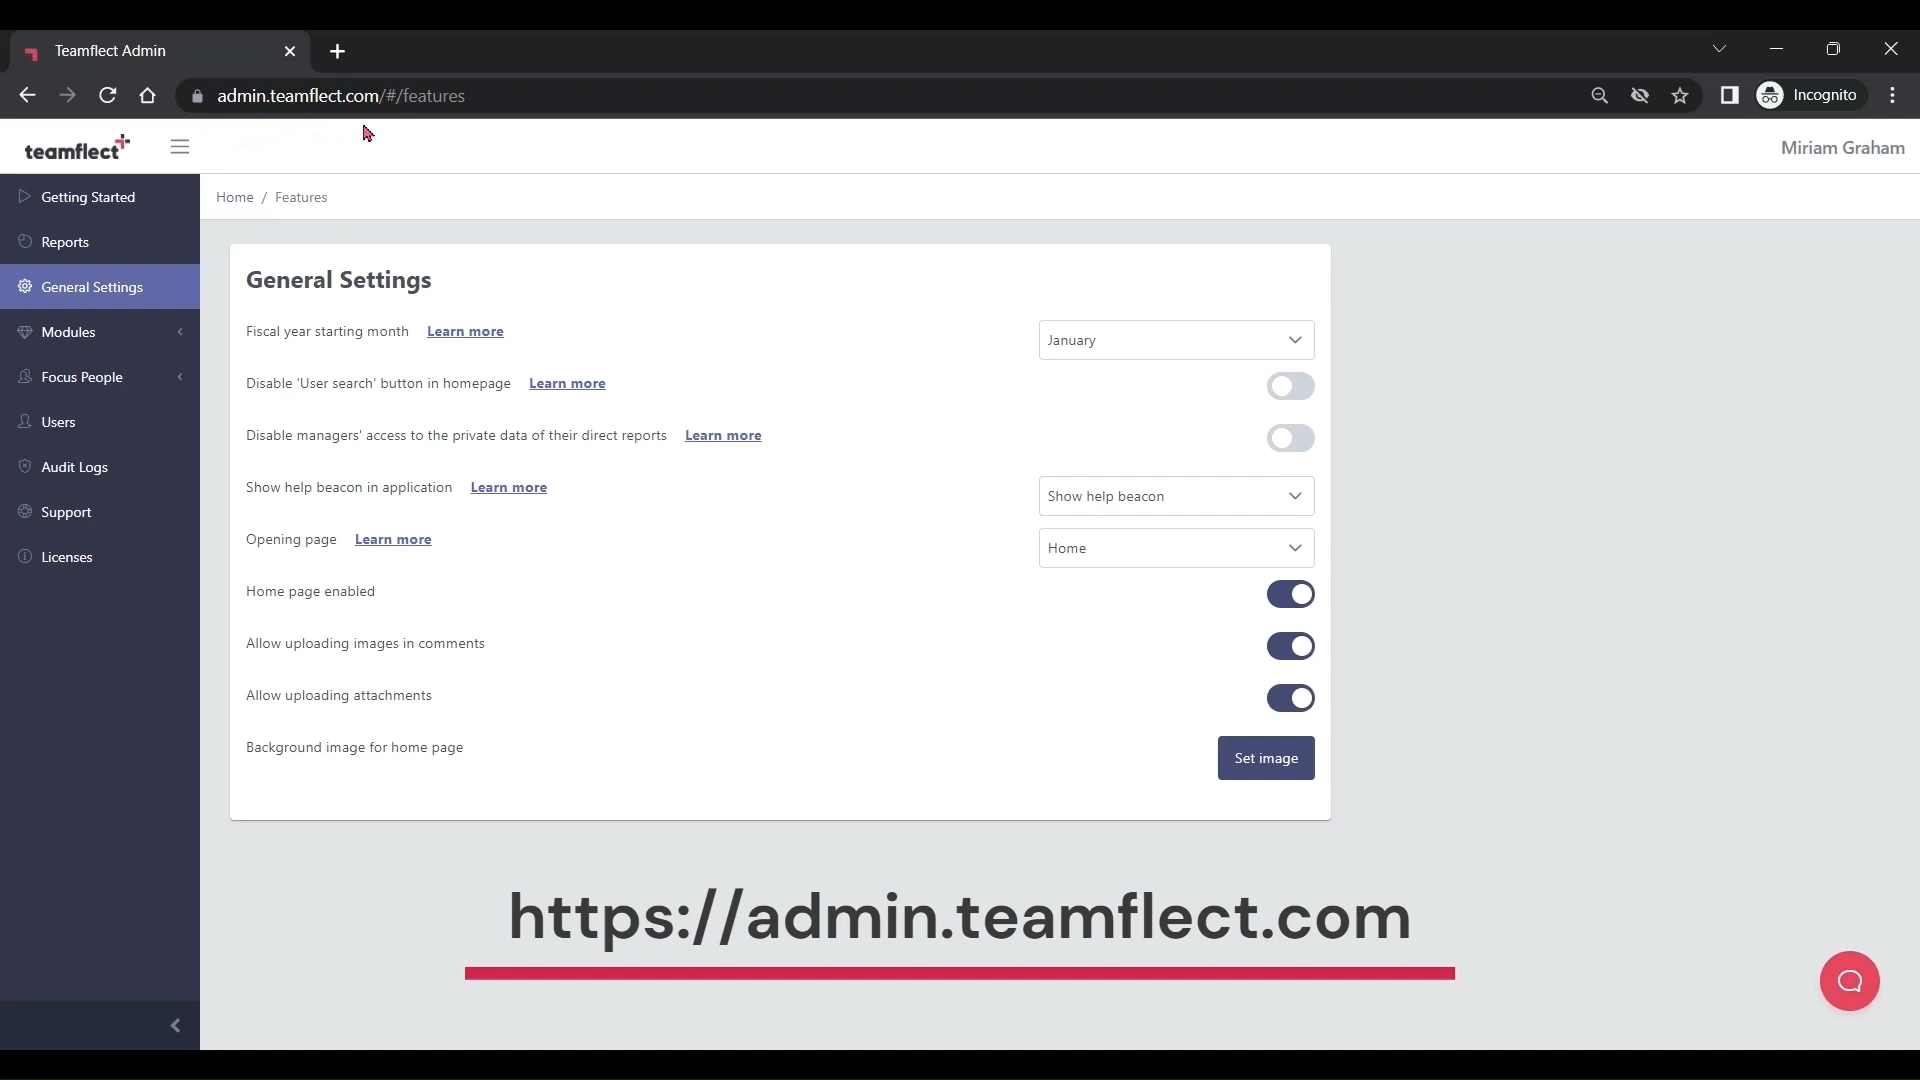 Teamflect Admin
admin.teamflect.com/#/features
Incognito
teamflect
Miriam Graham
Getting Started
Reports
General Settings
Modules
Focus People
Users
Audit Logs
Support
Licenses
Home / Features
General Settings
Fiscal year starting month Learn more
January
Disable 'User search' button in homepage Learn more
Disable managers' access to the private data of their direct reports Learn more
Show help beacon in application Learn more
Show help beacon
Opening page Learn more
Home
Home page enabled
Allow uploading images in comments
Allow uploading attachments
Background image for home page
Set image
https://admin.teamflect.com